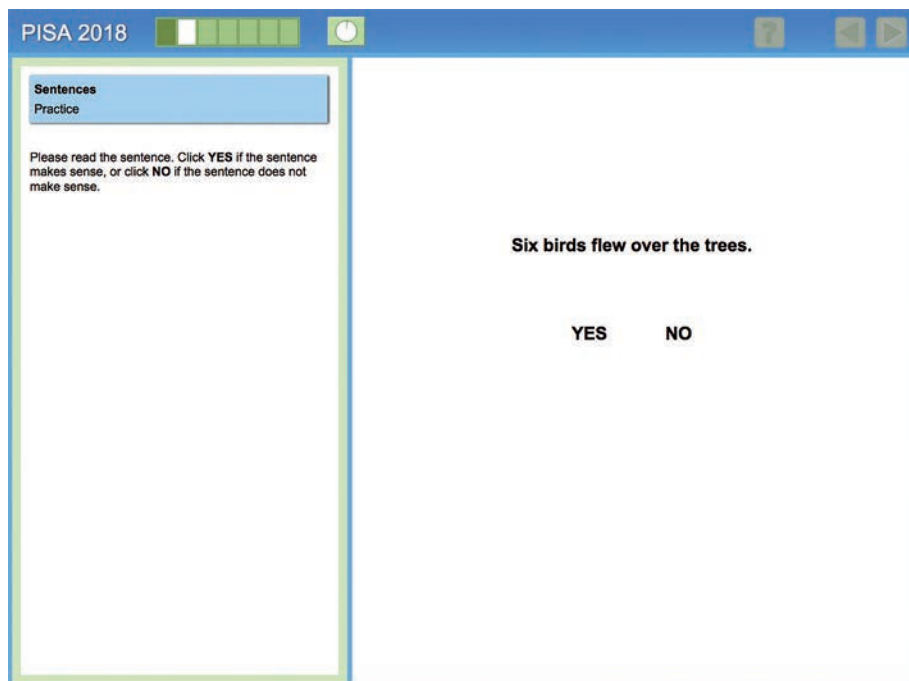 PISA 2018
?
Sentences
Practice
Please read the sentence. Click YES if the sentence
makes sense, or click NO if the sentence does not
make sense.
Six birds flew over the trees.
YES NO